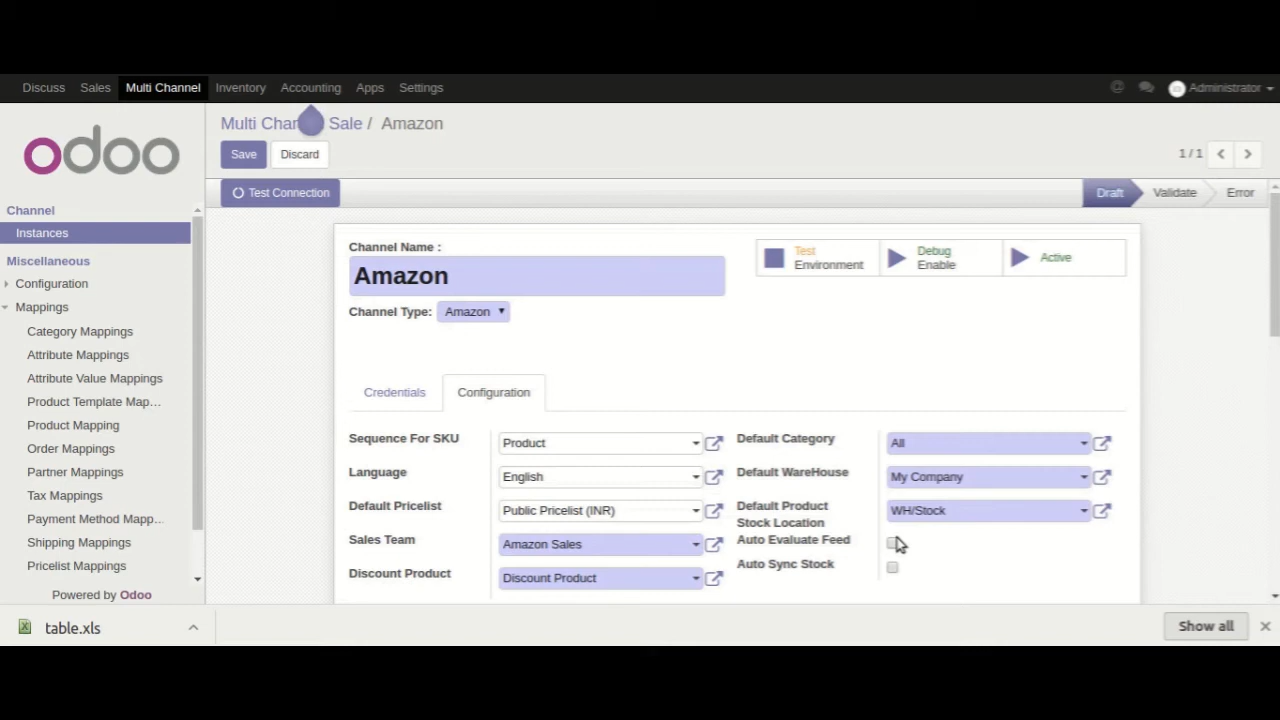 Discuss Sales Multi Channel Inventory Accounting Apps Settings Administrator
odoo
Channel
Instances
Miscellaneous
Configuration
Mappings
Category Mappings
Attribute Mappings
Attribute Value Mappings
Product Template Map...
Product Mapping
Order Mappings
Partner Mappings
Tax Mappings
Payment Method Mapp...
Shipping Mappings
Pricelist Mappings
Powered by Odoo
Multi Char Sale / Amazon
Save Discard
1 / 1
Test Connection
Draft Validate Error
Channel Name :
Amazon
Channel Type: Amazon
Test
Environment
Debug
Enable
Active
Credentials Configuration
Sequence For SKU Product
Language English
Default Pricelist Public Pricelist (INR)
Sales Team Amazon Sales
Discount Product Discount Product
Default Category All
Default WareHouse My Company
Default Product
Stock Location WH/Stock
Auto Evaluate Feed
Auto Sync Stock
table.xls
Show all